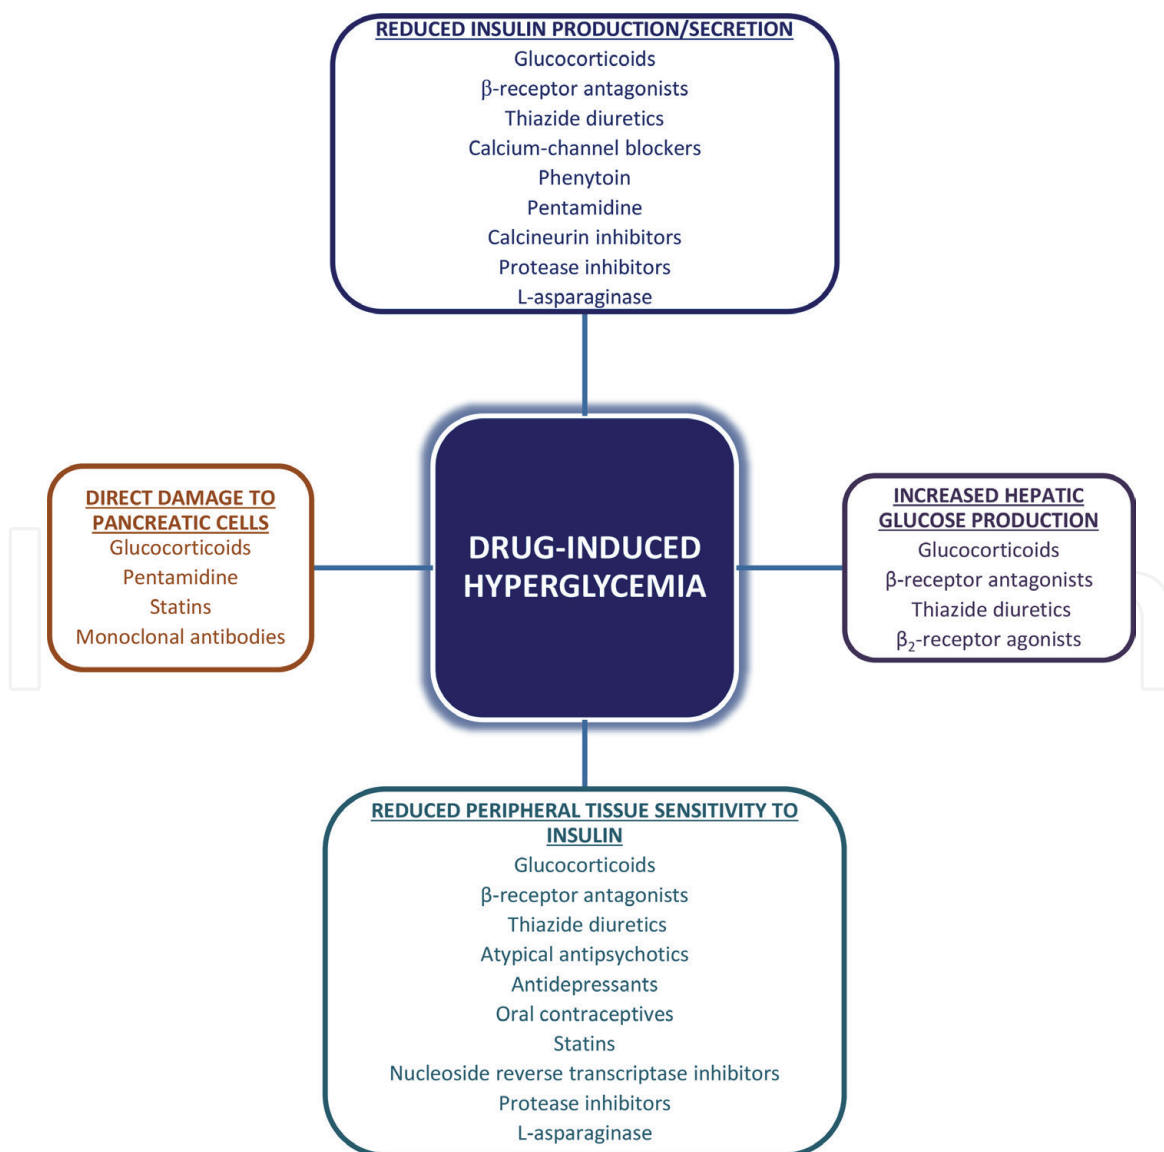 REDUCED INSULIN PRODUCTION/SECRETION
Glucocorticoids
β-receptor antagonists
Thiazide diuretics
Calcium-channel blockers
Phenytoin
Pentamidine
Calcineurin inhibitors
Protease inhibitors
L-asparaginase
DIRECT DAMAGE TO
PANCREATIC CELLS
Glucocorticoids
Pentamidine
Statins
Monoclonal antibodies
DRUG-INDUCED
HYPERGLYCEMIA
INCREASED HEPATIC
GLUCOSE PRODUCTION
Glucocorticoids
β-receptor antagonists
Thiazide diuretics
β₂-receptor agonists
REDUCED PERIPHERAL TISSUE SENSITIVITY TO
INSULIN
Glucocorticoids
β-receptor antagonists
Thiazide diuretics
Atypical antipsychotics
Antidepressants
Oral contraceptives
Statins
Nucleoside reverse transcriptase inhibitors
Protease inhibitors
L-asparaginase